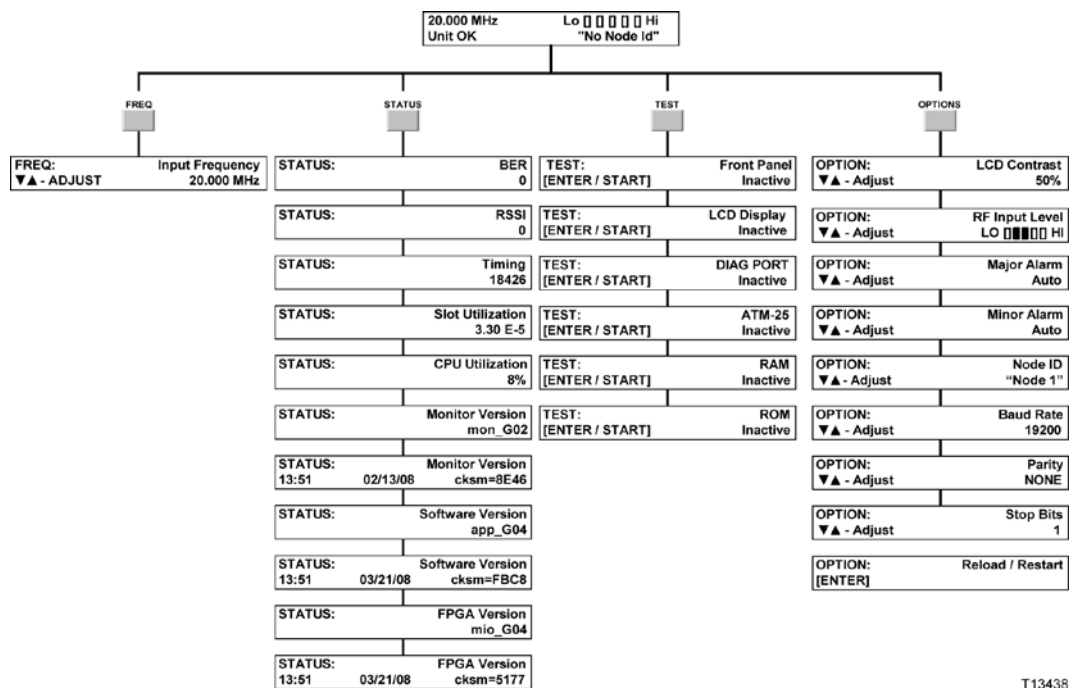 20.000 MHz Lo ▯ ▯ ▯ ▯ ▯ Hi
Unit OK "No Node Id"
FREQ
FREQ: Input Frequency
▼▲ - ADJUST 20.000 MHz
STATUS
STATUS: BER
0
STATUS: RSSI
0
STATUS: Timing
18426
STATUS: Slot Utilization
3.30 E-5
STATUS: CPU Utilization
8%
STATUS: Monitor Version
mon_G02
STATUS: Monitor Version
13:51 02/13/08 cksm=8E46
STATUS: Software Version
app_G04
STATUS: Software Version
13:51 03/21/08 cksm=FBC8
STATUS: FPGA Version
mio_G04
STATUS: FPGA Version
13:51 03/21/08 cksm=5177
TEST
TEST: Front Panel
[ENTER / START] Inactive
TEST: LCD Display
[ENTER / START] Inactive
TEST: DIAG PORT
[ENTER / START] Inactive
TEST: ATM-25
[ENTER / START] Inactive
TEST: RAM
[ENTER / START] Inactive
TEST: ROM
[ENTER / START] Inactive
OPTIONS
OPTION: LCD Contrast
▼▲ - Adjust 50%
OPTION: RF Input Level
▼▲ - Adjust LO ▯▮▮▯▯ HI
OPTION: Major Alarm
▼▲ - Adjust Auto
OPTION: Minor Alarm
▼▲ - Adjust Auto
OPTION: Node ID
▼▲ - Adjust “Node 1”
OPTION: Baud Rate
▼▲ - Adjust 19200
OPTION: Parity
▼▲ - Adjust NONE
OPTION: Stop Bits
▼▲ - Adjust 1
OPTION: Reload / Restart
[ENTER]
T13438